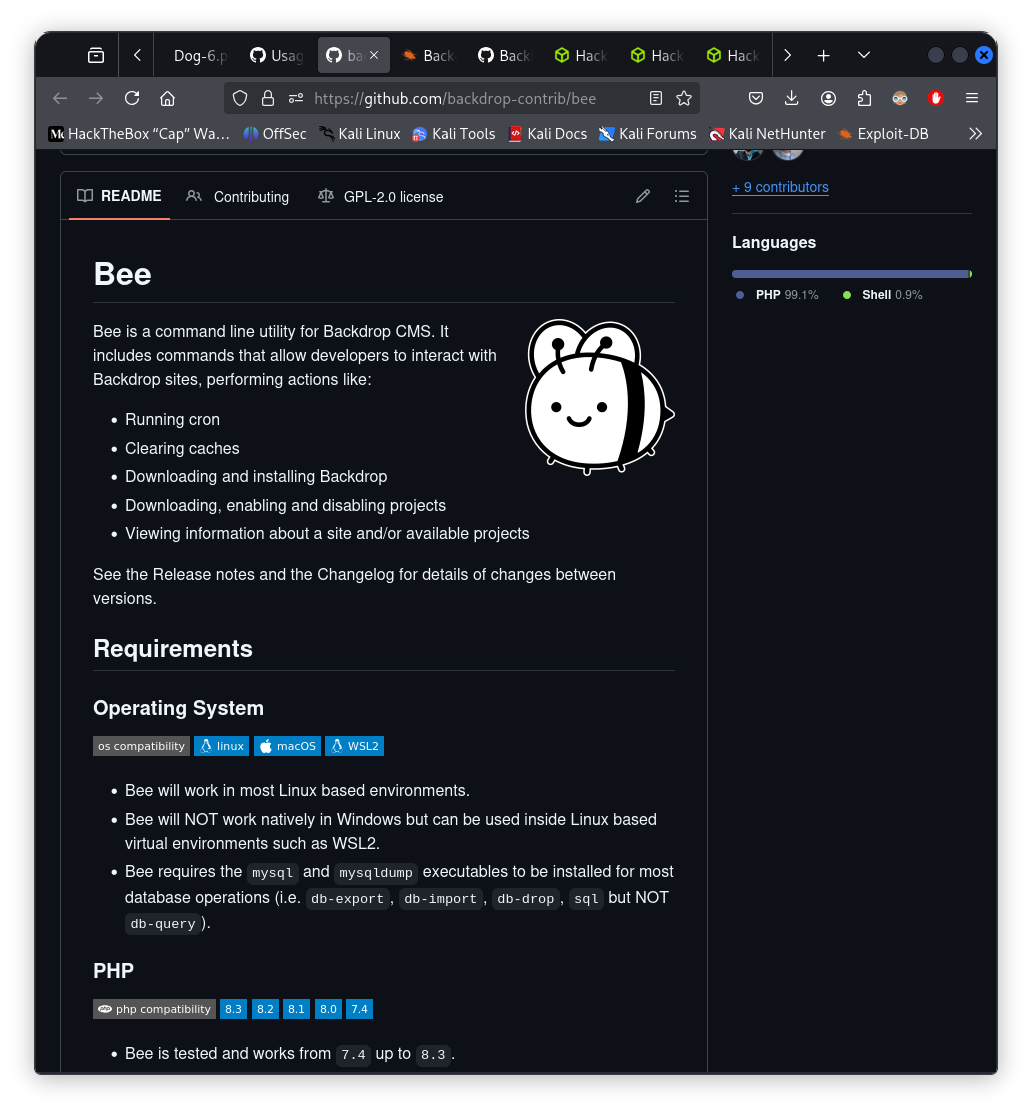 Dog-6.p
Usag
ba
Back
Back
Hack
Hack
Hack
https://github.com/backdrop-contrib/bee
HackTheBox “Cap” Wa…
OffSec
Kali Linux
Kali Tools
Kali Docs
Kali Forums
Kali NetHunter
Exploit-DB
README
Contributing
GPL-2.0 license
+ 9 contributors
Languages
PHP 99.1%
Shell 0.9%
Bee
Bee is a command line utility for Backdrop CMS. It
includes commands that allow developers to interact with
Backdrop sites, performing actions like:
• Running cron
• Clearing caches
• Downloading and installing Backdrop
• Downloading, enabling and disabling projects
• Viewing information about a site and/or available projects
See the Release notes and the Changelog for details of changes between
versions.
Requirements
Operating System
os compatibility linux macOS WSL2
• Bee will work in most Linux based environments.
• Bee will NOT work natively in Windows but can be used inside Linux based
virtual environments such as WSL2.
• Bee requires the mysql and mysqldump executables to be installed for most
database operations (i.e. db-export, db-import, db-drop, sql but NOT
db-query).
PHP
php php compatibility 8.3 8.2 8.1 8.0 7.4
• Bee is tested and works from 7.4 up to 8.3.